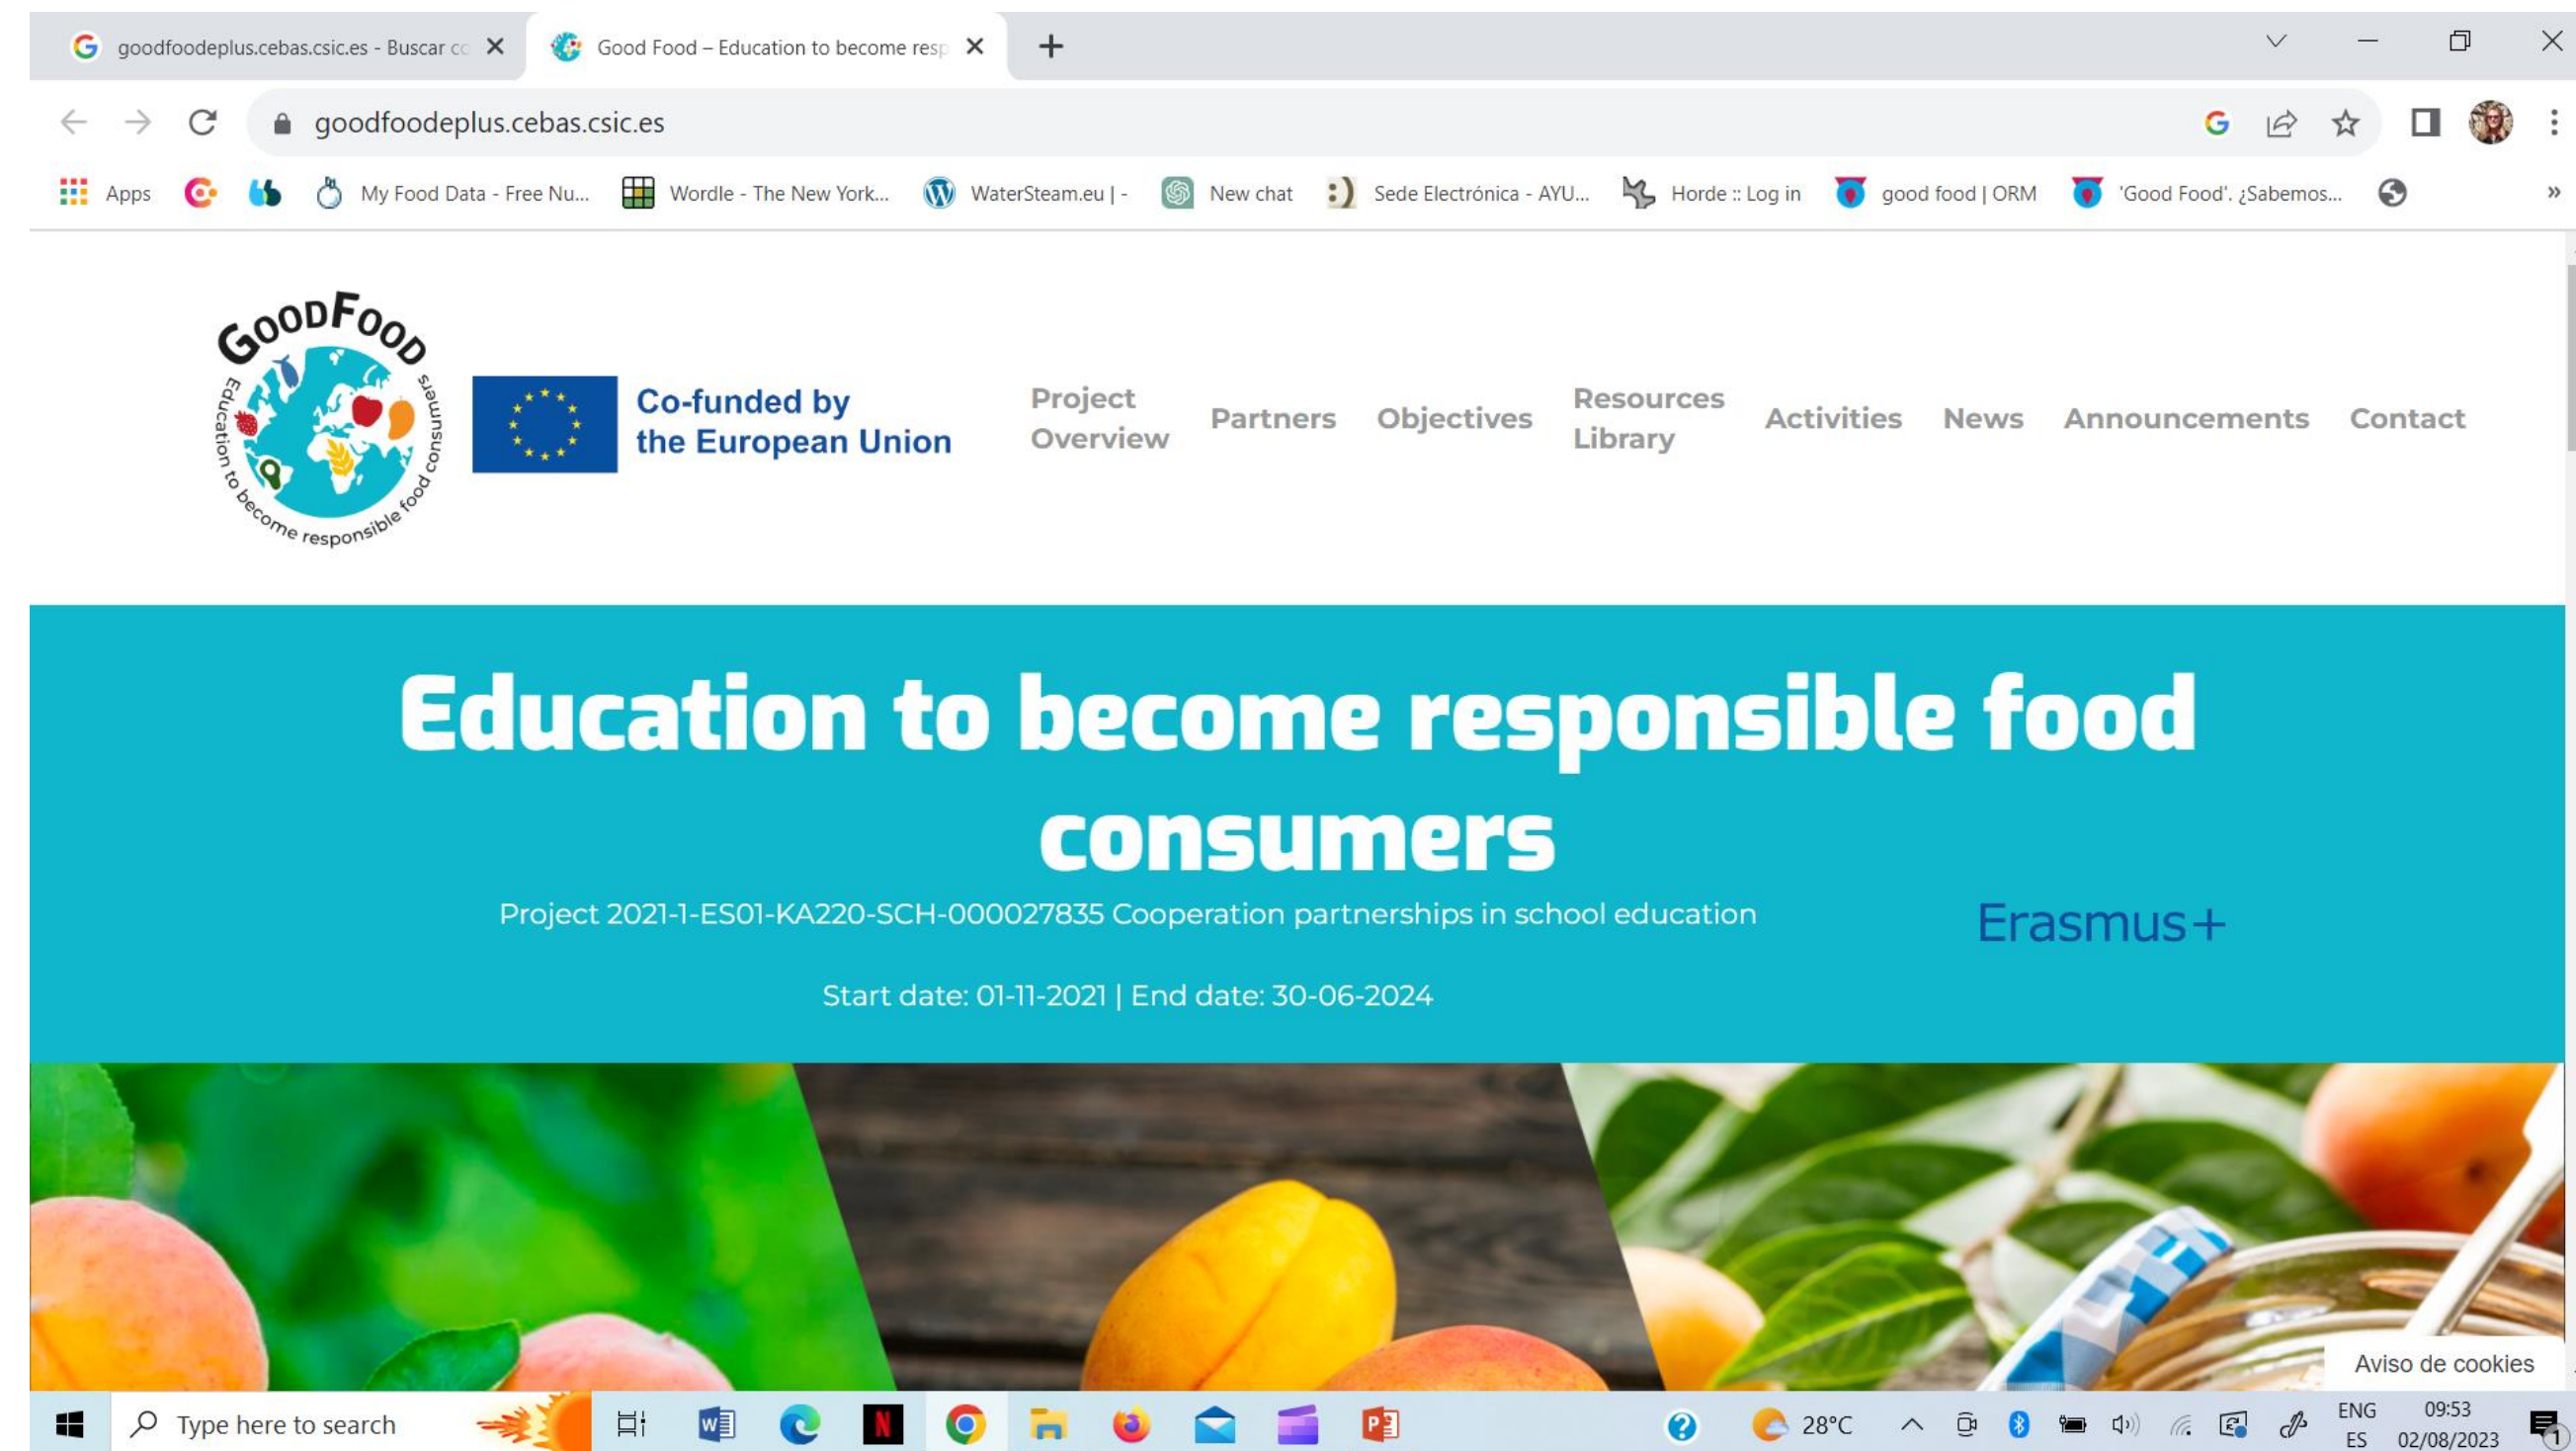 goodfoodeplus.cebas.csic.es - Buscar co
Good Food – Education to become resp
goodfoodeplus.cebas.csic.es
Apps
My Food Data - Free Nu...
Wordle - The New York...
WaterSteam.eu | -
New chat
Sede Electrónica - AYU...
Horde :: Log in
good food | ORM
'Good Food'. ¿Sabemos...
»
GOODFOOD
Education to become responsible food consumers
Co-funded by
the European Union
Project
Overview
Partners
Objectives
Resources
Library
Activities
News
Announcements
Contact
Education to become responsible food
consumers
Project 2021-1-ES01-KA220-SCH-000027835 Cooperation partnerships in school education
Erasmus+
Start date: 01-11-2021 | End date: 30-06-2024
Aviso de cookies
Type here to search
28°C
ENG
ES
09:53
02/08/2023
1